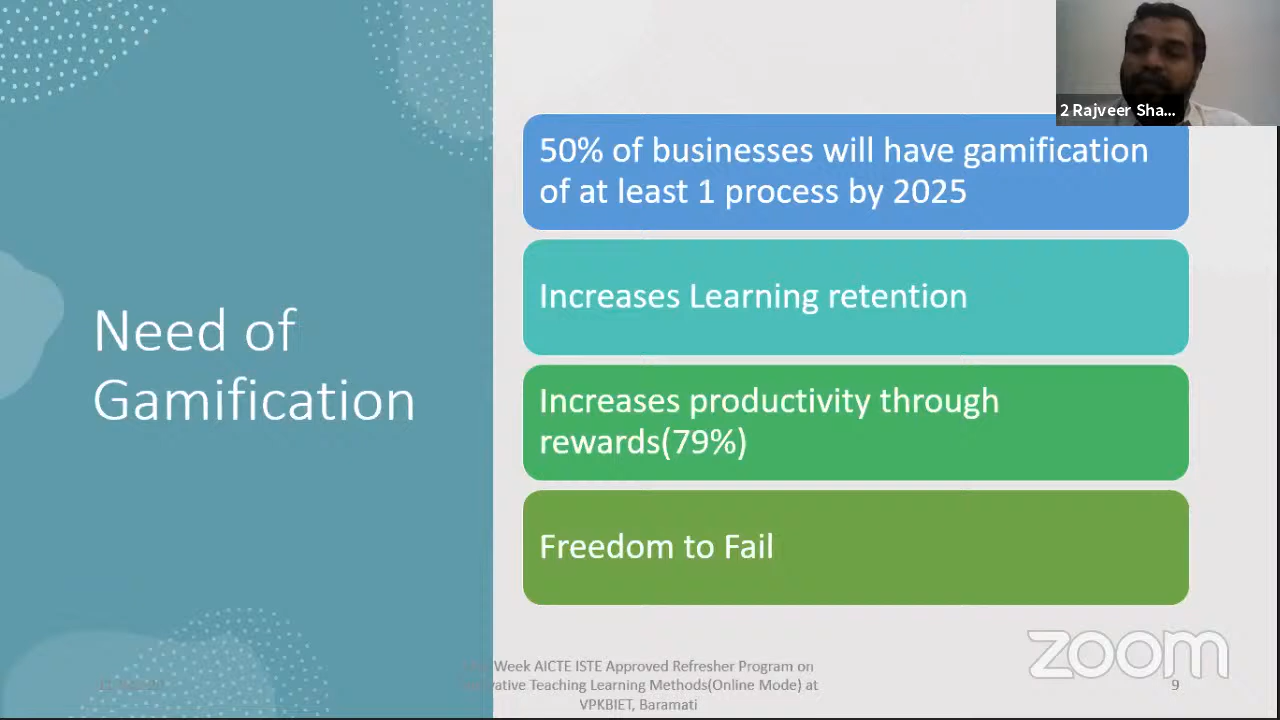 2 Rajveer Sha...
50% of businesses will have gamification
of at least 1 process by 2025
Increases Learning retention
Need of
Gamification
Increases productivity through
rewards(79%)
Freedom to Fail
zoom
Week AICTE ISTE Approved Refresher Program on
Teaching Learning Methods(Online Mode) at
VPKBIET, Baramati
9